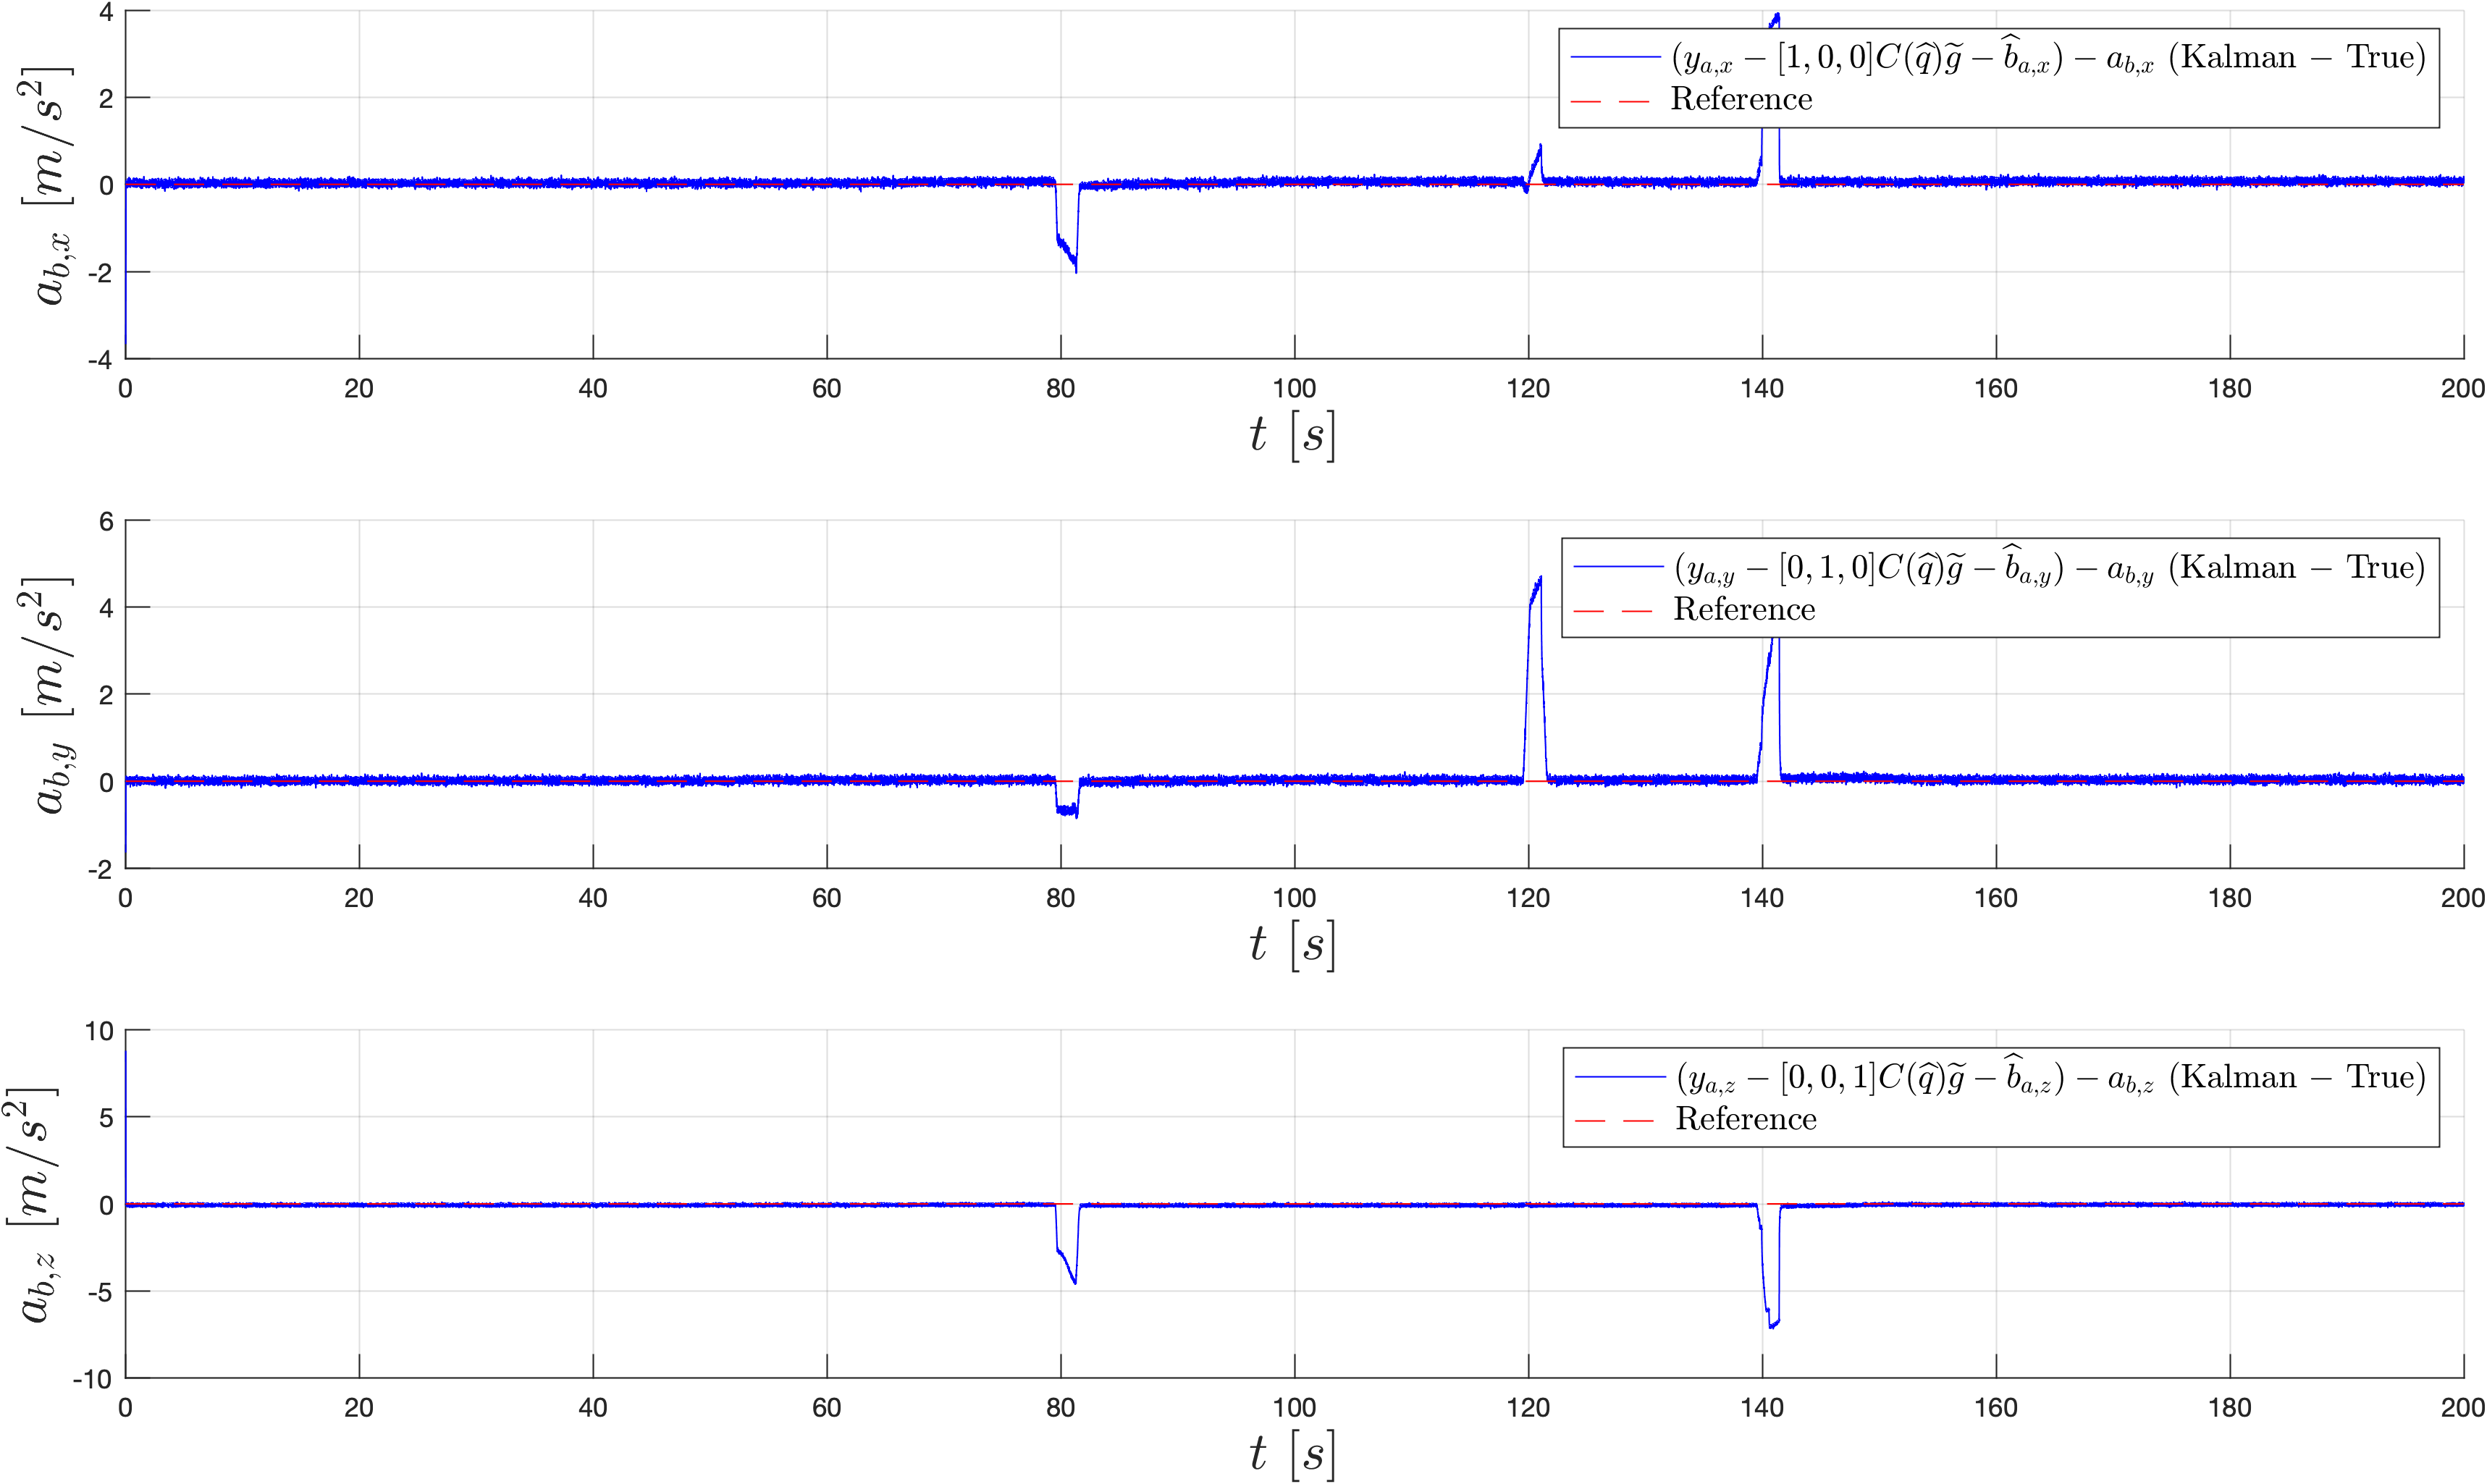 4
2
0
-2
-4
a_{b,x} [m/s^2]
(y_{a,x} − [1, 0, 0]C(q̂)g̃ − b̂_{a,x}) − a_{b,x} (Kalman − True)
Reference
0 20 40 60 80 100 120 140 160 180 200
t [s]
6
4
2
0
-2
a_{b,y} [m/s^2]
(y_{a,y} − [0, 1, 0]C(q̂)g̃ − b̂_{a,y}) − a_{b,y} (Kalman − True)
Reference
0 20 40 60 80 100 120 140 160 180 200
t [s]
10
5
0
-5
-10
a_{b,z} [m/s^2]
(y_{a,z} − [0, 0, 1]C(q̂)g̃ − b̂_{a,z}) − a_{b,z} (Kalman − True)
Reference
0 20 40 60 80 100 120 140 160 180 200
t [s]